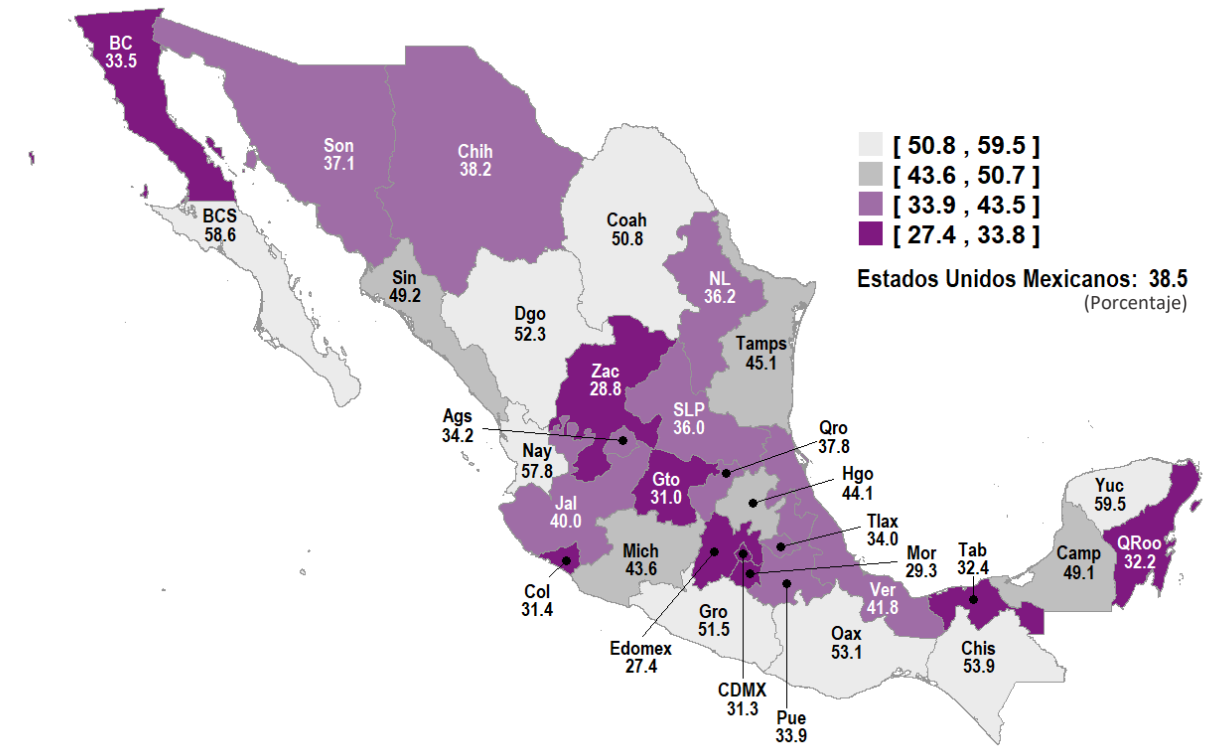 BC
33.5
Son
37.1
Chih
38.2
[ 50.8 , 59.5 ]
[ 43.6 , 50.7 ]
[ 33.9 , 43.5 ]
[ 27.4 , 33.8 ]
Estados Unidos Mexicanos: 38.5
(Porcentaje)
BCS
58.6
Coah
50.8
NL
36.2
Sin
49.2
Dgo
52.3
Tamps
45.1
Zac
28.8
SLP
36.0
Ags
34.2
Qro
37.8
Nay
57.8
Gto
31.0
Hgo
44.1
Yuc
59.5
Jal
40.0
Tlax
34.0
Mich
43.6
Mor
29.3
Tab
32.4
Camp
49.1
QRoo
32.2
Col
31.4
Ver
41.8
Gro
51.5
Oax
53.1
Edomex
27.4
Chis
53.9
CDMX
31.3
Pue
33.9